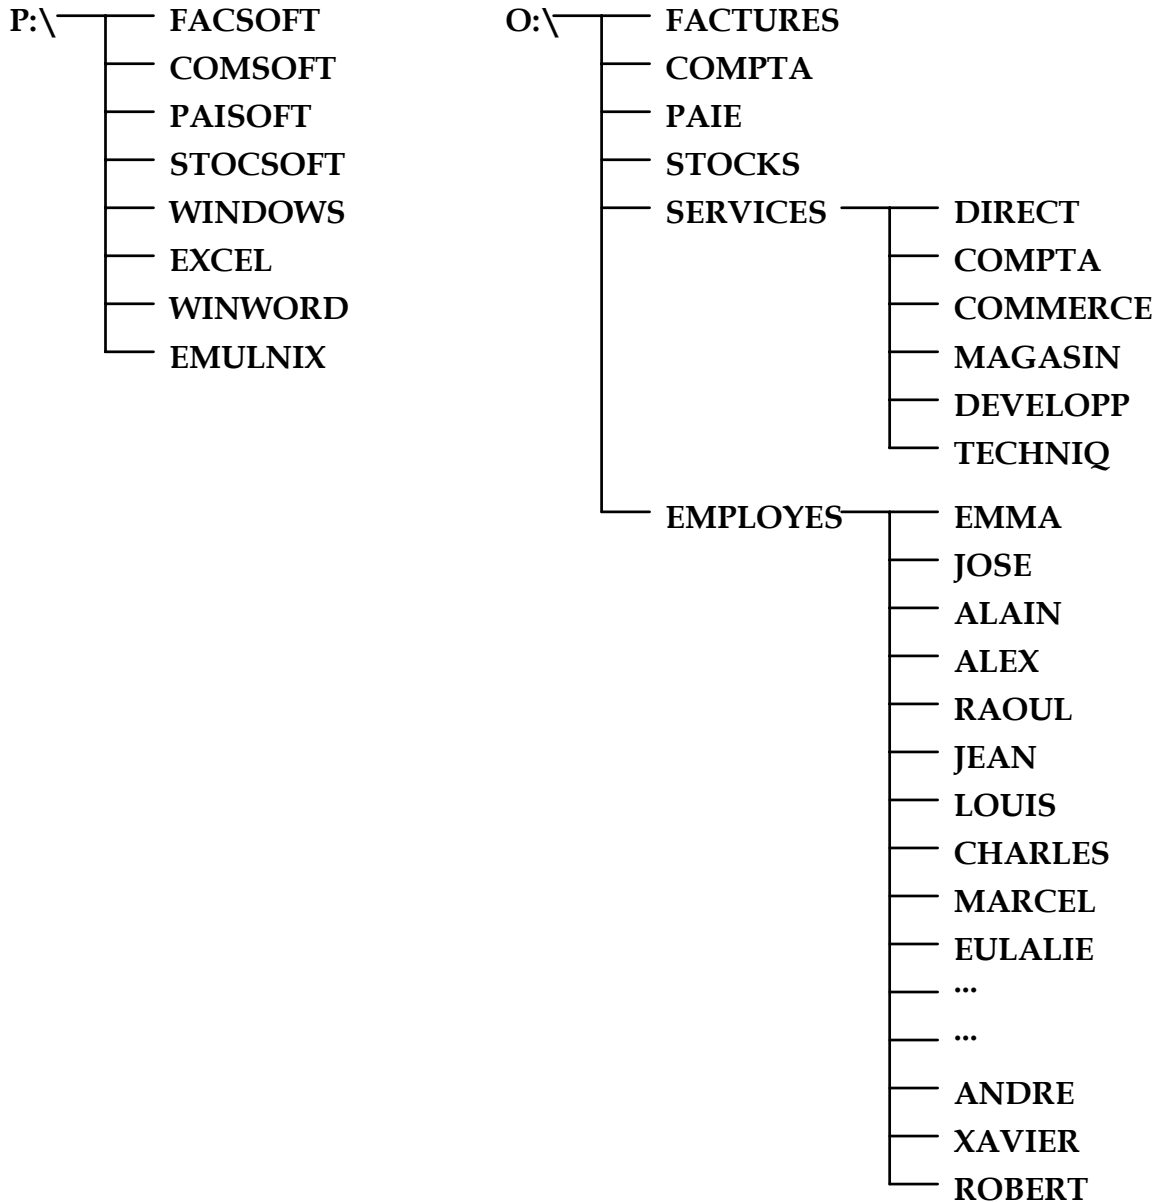 P:\ FACSOFT O:\ FACTURES
COMSOFT COMPTA
PAISOFT PAIE
STOCSOFT STOCKS
WINDOWS SERVICES DIRECT
EXCEL COMPTA
WINWORD COMMERCE
EMULNIX MAGASIN
DEVELOPP
TECHNIQ
EMPLOYES EMMA
JOSE
ALAIN
ALEX
RAOUL
JEAN
LOUIS
CHARLES
MARCEL
EULALIE
...
...
ANDRE
XAVIER
ROBERT